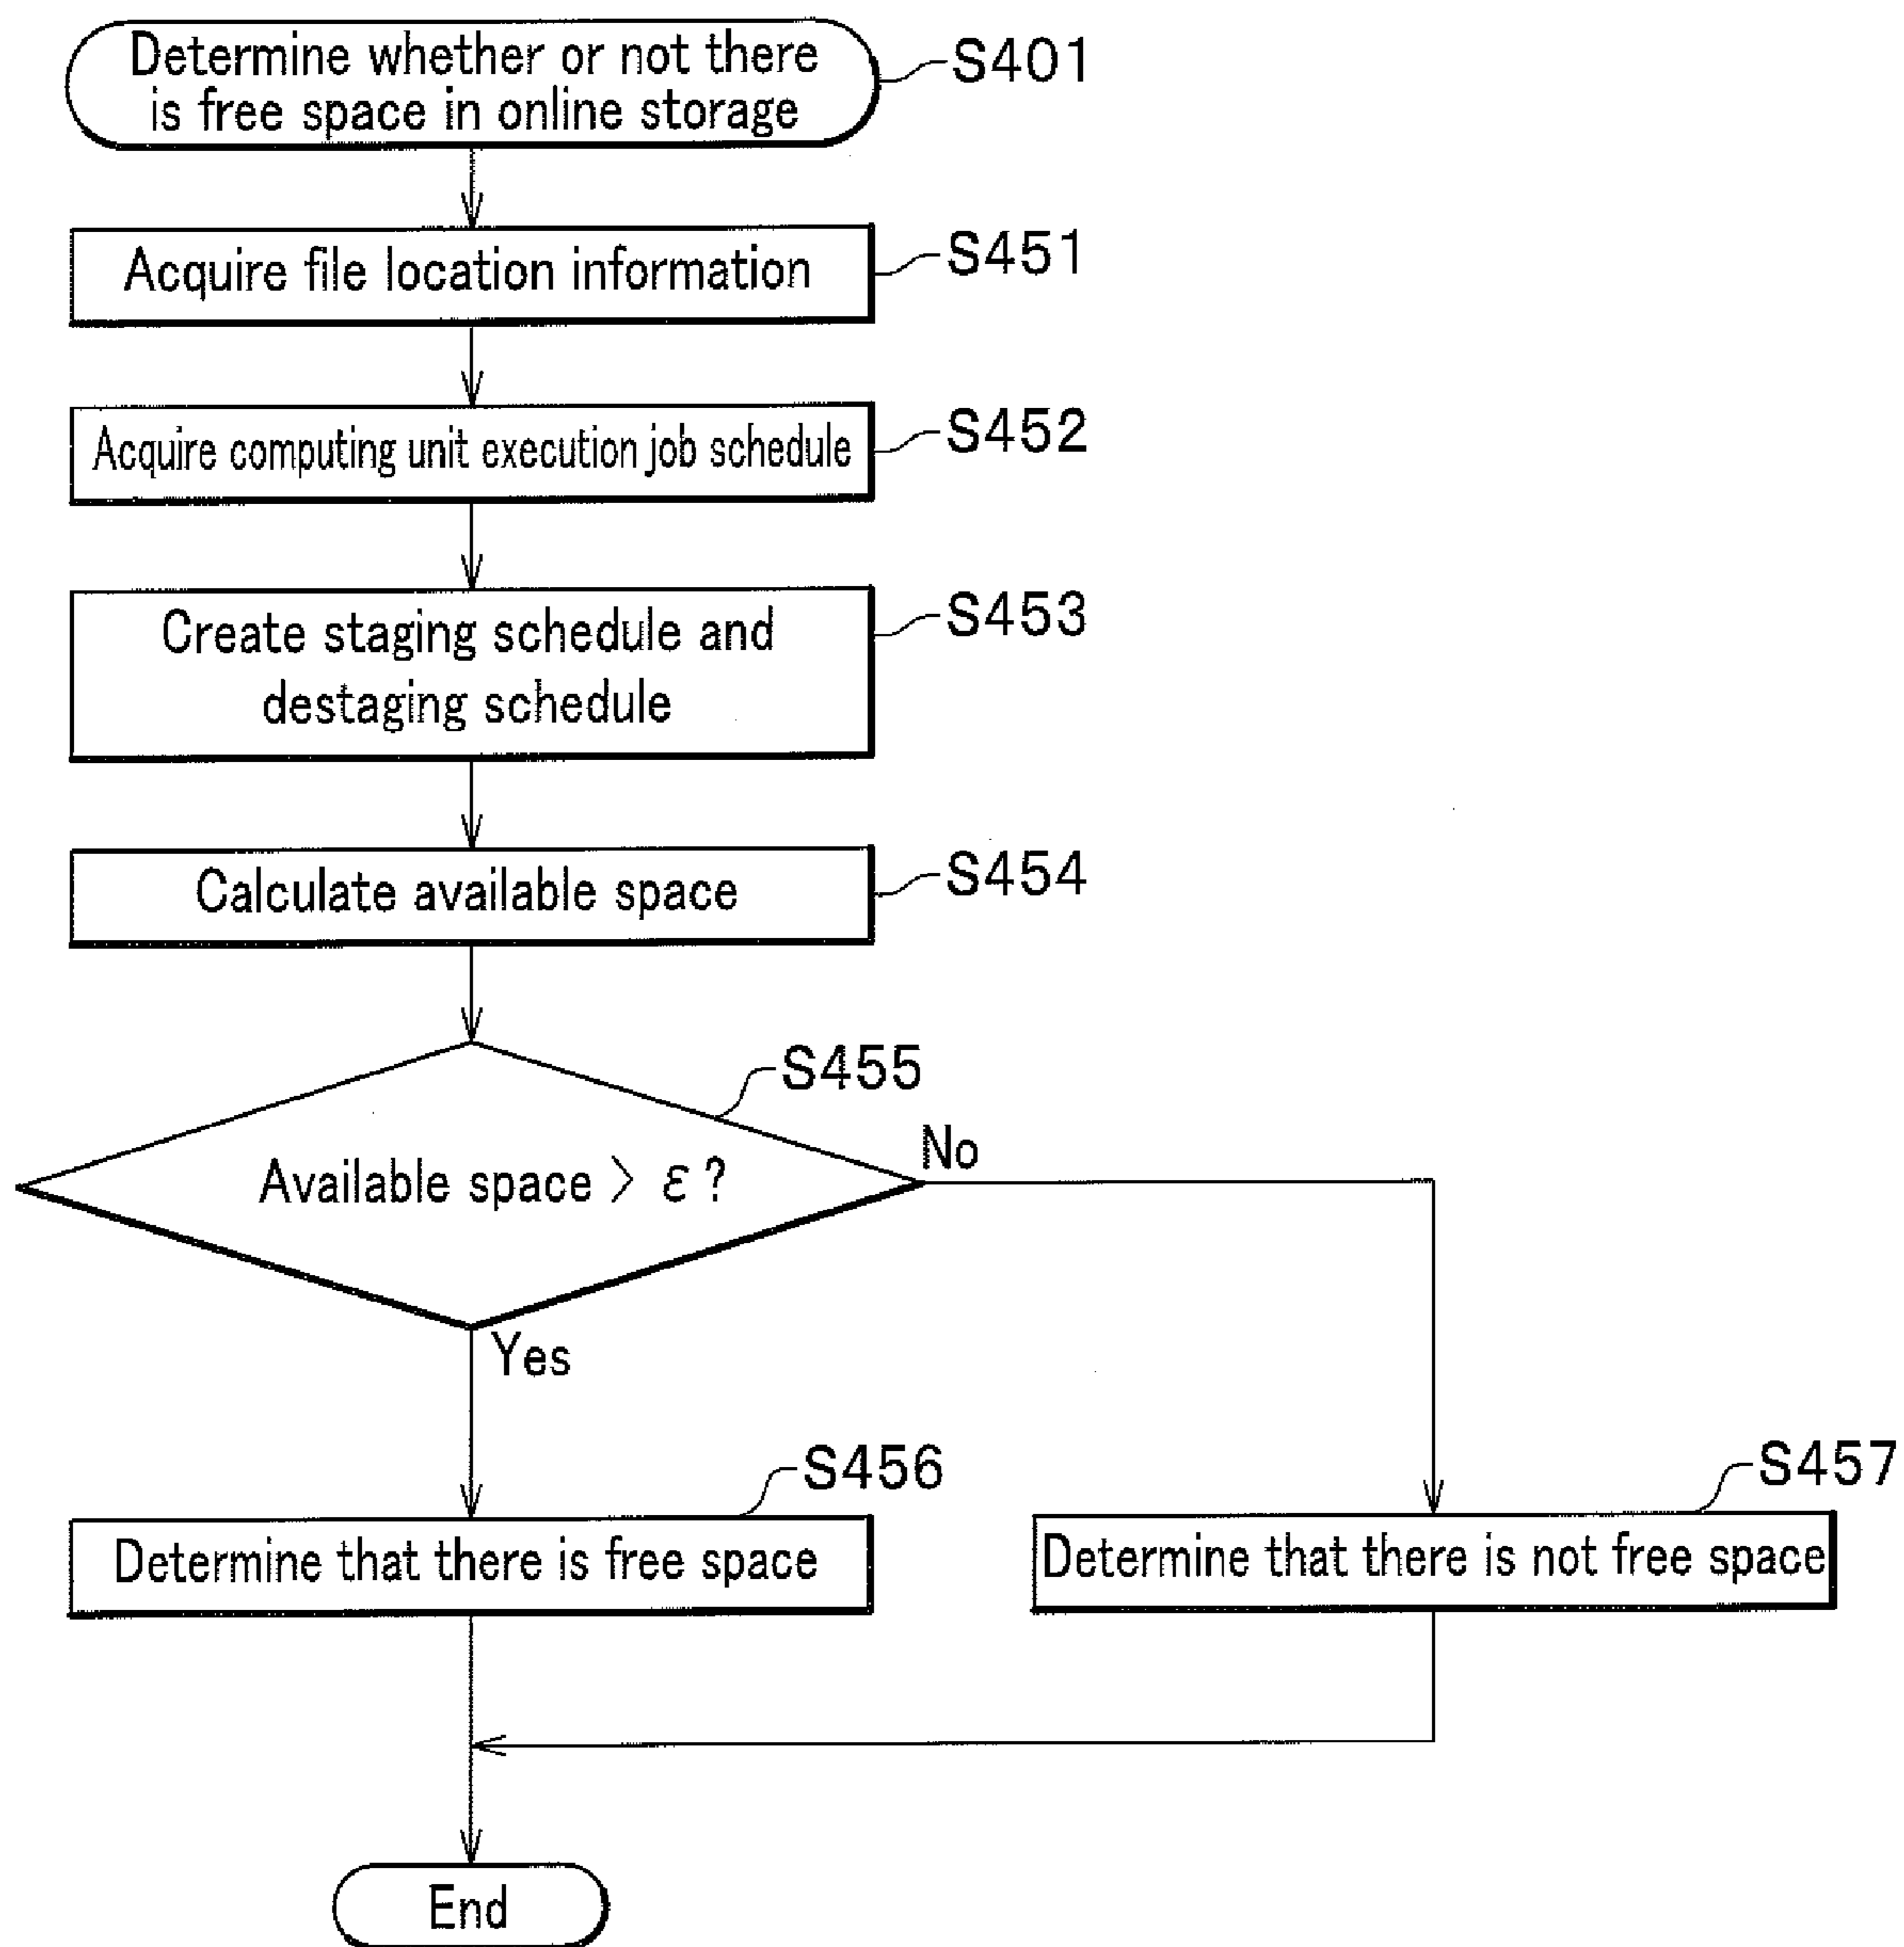 Determine whether or not there
is free space in online storage
S401
Acquire file location information
S451
Acquire computing unit execution job schedule
S452
Create staging schedule and
destaging schedule
S453
Calculate available space
S454
S455
Available space > ε?
No
Yes
S456
Determine that there is free space
S457
Determine that there is not free space
End